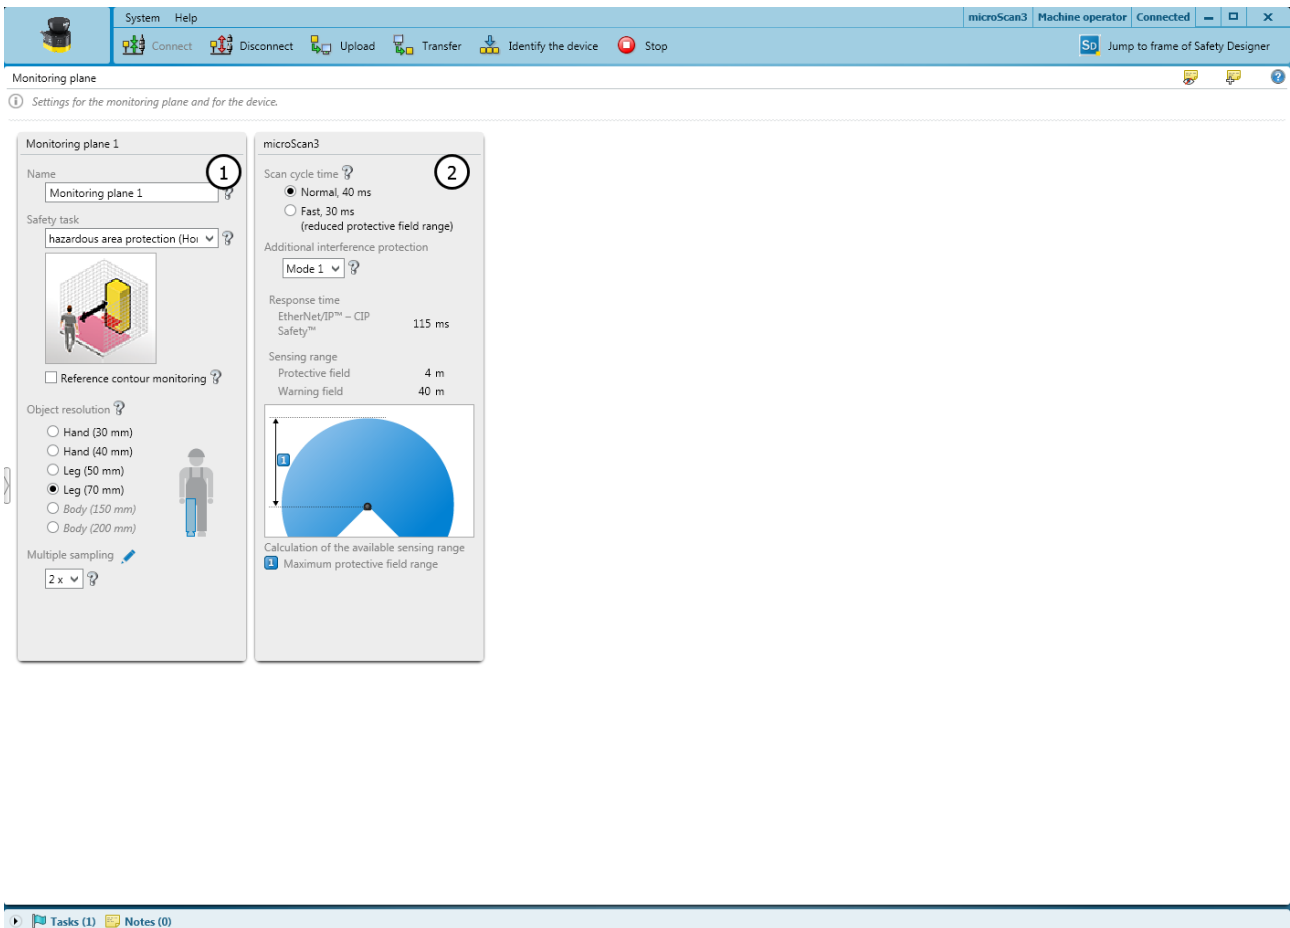 System Help
microScan3 Machine operator Connected
Connect Disconnect Upload Transfer Identify the device Stop
SD Jump to frame of Safety Designer
Monitoring plane
Settings for the monitoring plane and for the device.
Monitoring plane 1
1
Name
Monitoring plane 1
Safety task
hazardous area protection (Hor
Reference contour monitoring
Object resolution
Hand (30 mm)
Hand (40 mm)
Leg (50 mm)
Leg (70 mm)
Body (150 mm)
Body (200 mm)
Multiple sampling
2 x
microScan3
2
Scan cycle time
Normal, 40 ms
Fast, 30 ms
(reduced protective field range)
Additional interference protection
Mode 1
Response time
EtherNet/IP™ – CIP
Safety™
115 ms
Sensing range
Protective field 4 m
Warning field 40 m
1
Calculation of the available sensing range
1 Maximum protective field range
Tasks (1) Notes (0)